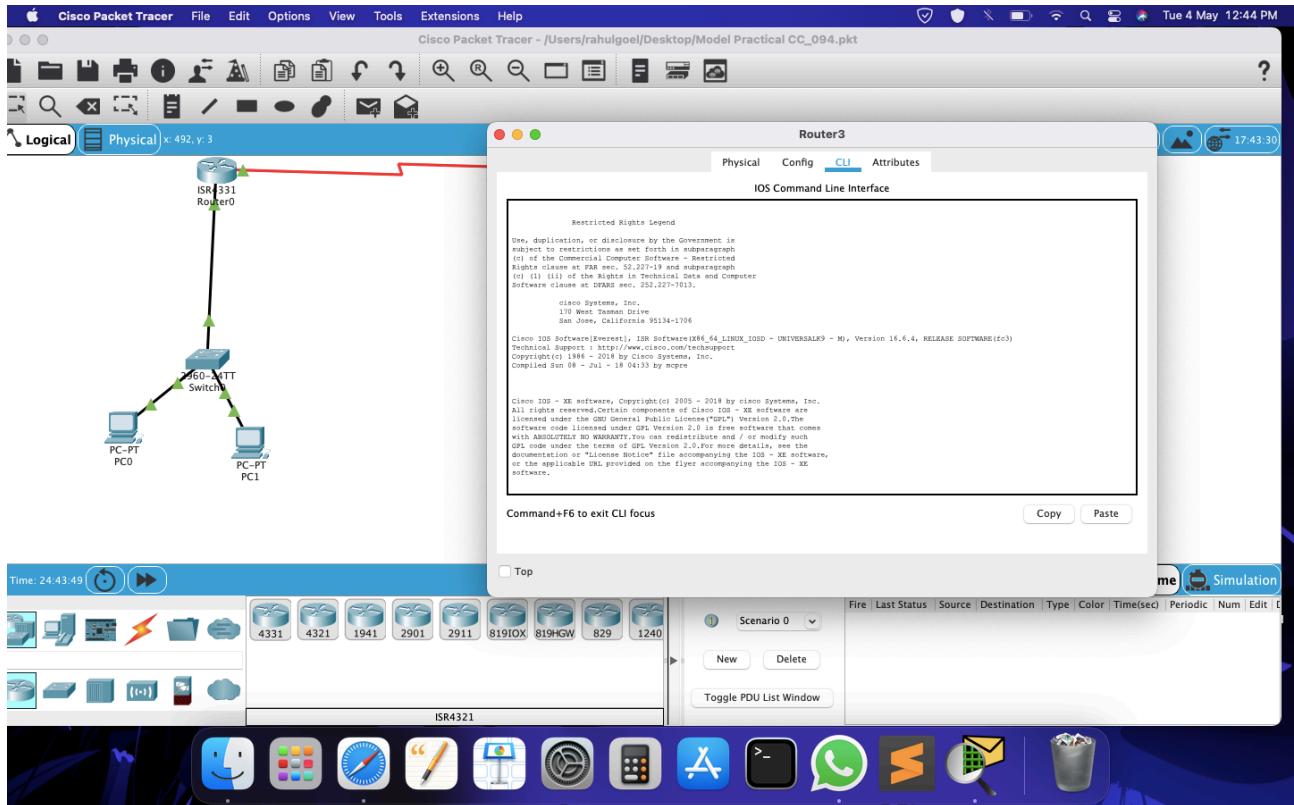 Cisco Packet Tracer File Edit Options View Tools Extensions Help
Tue 4 May 12:44 PM
Cisco Packet Tracer - /Users/rahulgoel/Desktop/Model Practical CC_094.pkt
Logical
Physical
x: 492, y: 3
17:43:30
ISR4331
Router0
2960-24TT
Switch0
PC-PT
PC0
PC-PT
PC1
Router3
Physical Config CLI Attributes
IOS Command Line Interface
Restricted Rights Legend
Use, duplication, or disclosure by the Government is
subject to restrictions as set forth in subparagraph
(c) of the Commercial Computer Software - Restricted
Rights clause at FAR sec. 52.227-19 and subparagraph
(c) (1) (ii) of the Rights in Technical Data and Computer
Software clause at DFARS sec. 252.227-7013.
cisco Systems, Inc.
170 West Tasman Drive
San Jose, California 95134-1706
Cisco IOS Software[Everest], ISR Software(X86_64_LINUX_IOSD - UNIVERSALK9 - M), Version 16.6.4, RELEASE SOFTWARE(fc3)
Technical Support : http://www.cisco.com/techsupport
Copyright(c) 1986 - 2018 by Cisco Systems, Inc.
Compiled Sun 08 - Jul - 18 04:33 by mcpre
Cisco IOS - XE software, Copyright(c) 2005 - 2018 by cisco Systems, Inc.
All rights reserved.Certain components of Cisco IOS - XE software are
licensed under the GNU General Public License("GPL") Version 2.0.The
software code licensed under GPL Version 2.0 is free software that comes
with ABSOLUTELY NO WARRANTY.You can redistribute and / or modify such
GPL code under the terms of GPL Version 2.0.For more details, see the
documentation or "License Notice" file accompanying the IOS - XE software,
or the applicable URL provided on the flyer accompanying the IOS - XE
software.
Command+F6 to exit CLI focus
Copy Paste
Top
Time: 24:43:49
me
Simulation
4331 4321 1941 2901 2911 819IOX 819HGW 829 1240
ISR4321
Scenario 0
New Delete
Toggle PDU List Window
Fire Last Status Source Destination Type Color Time(sec) Periodic Num Edit